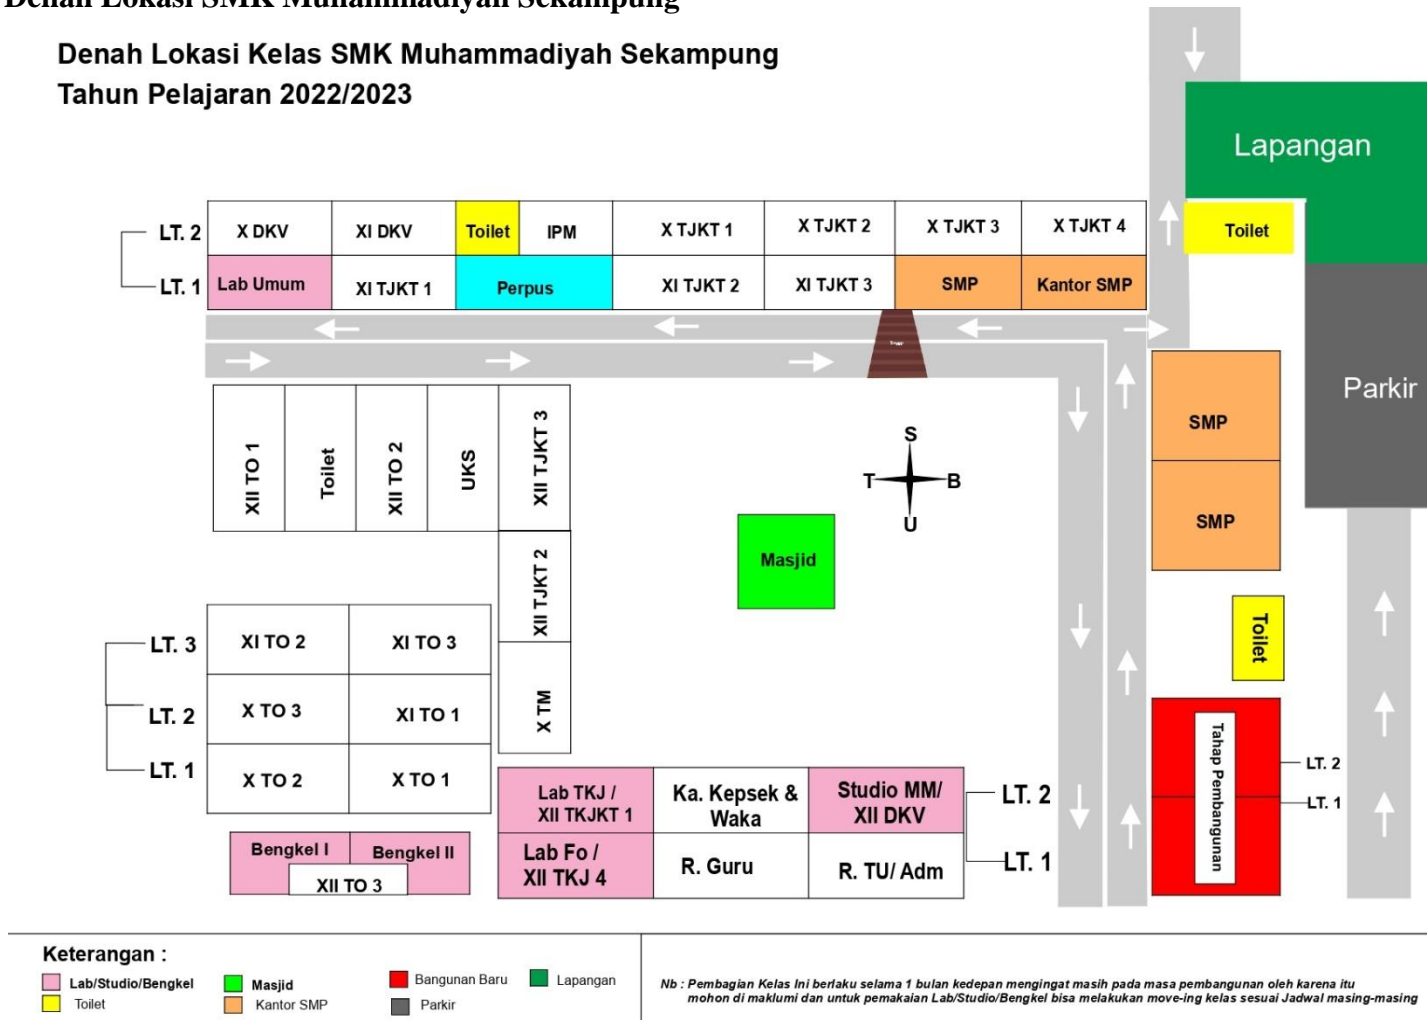 Denah Lokasi SMK Muhammadiyah Sekampung
Denah Lokasi Kelas SMK Muhammadiyah Sekampung
Tahun Pelajaran 2022/2023
Lapangan
LT. 2
X DKV
XI DKV
Toilet
IPM
X TJKT 1
X TJKT 2
X TJKT 3
X TJKT 4
Toilet
LT. 1
Lab Umum
XI TJKT 1
Perpus
XI TJKT 2
XI TJKT 3
SMP
Kantor SMP
Parkir
XII TO 1
Toilet
XII TO 2
UKS
XII TJKT 3
S
T
B
U
SMP
SMP
Masjid
XII TJKT 2
Toilet
LT. 3
XI TO 2
XI TO 3
LT. 2
X TO 3
XI TO 1
X TM
LT. 1
X TO 2
X TO 1
Tahap Pembangunan
LT. 2
LT. 1
Lab TKJ /
XII TKJKT 1
Ka. Kepsek &
Waka
Studio MM/
XII DKV
LT. 2
Lab Fo /
XII TKJ 4
R. Guru
R. TU/ Adm
LT. 1
Bengkel I
Bengkel II
XII TO 3
Keterangan :
Lab/Studio/Bengkel
Masjid
Bangunan Baru
Lapangan
Toilet
Kantor SMP
Parkir
Nb : Pembagian Kelas Ini berlaku selama 1 bulan kedepan mengingat masih pada masa pembangunan oleh karena itu
mohon di maklumi dan untuk pemakaian Lab/Studio/Bengkel bisa melakukan move-ing kelas sesuai Jadwal masing-masing